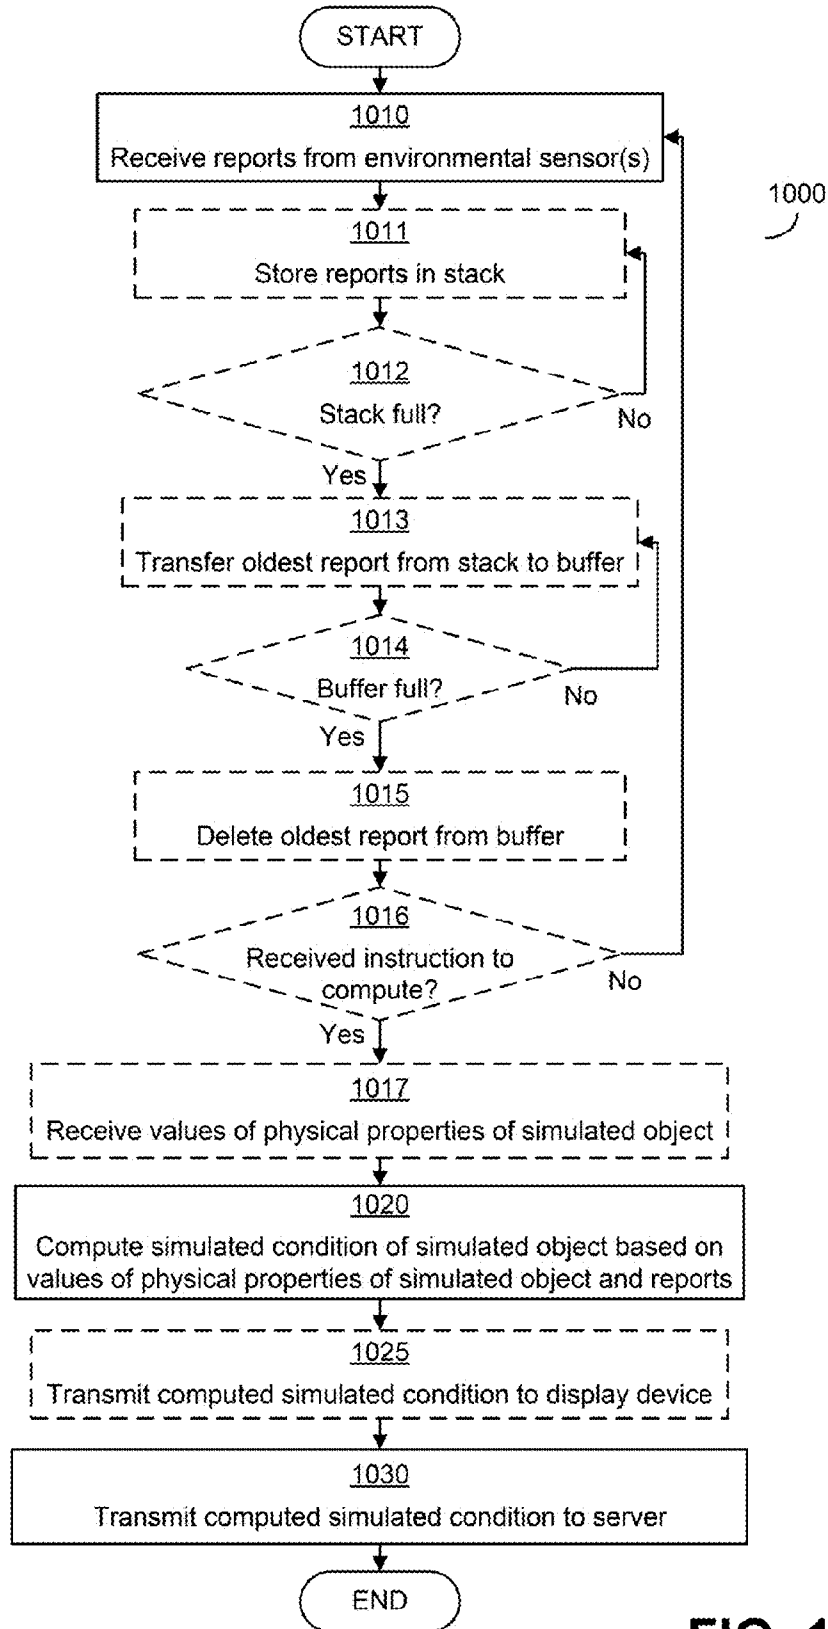 START
1010
Receive reports from environmental sensor(s)
1000
1011
Store reports in stack
1012
Stack full?
No
Yes
1013
Transfer oldest report from stack to buffer
1014
Buffer full?
No
Yes
1015
Delete oldest report from buffer
1016
Received instruction to
compute?
No
Yes
1017
Receive values of physical properties of simulated object
1020
Compute simulated condition of simulated object based on
values of physical properties of simulated object and reports
1025
Transmit computed simulated condition to display device
1030
Transmit computed simulated condition to server
END